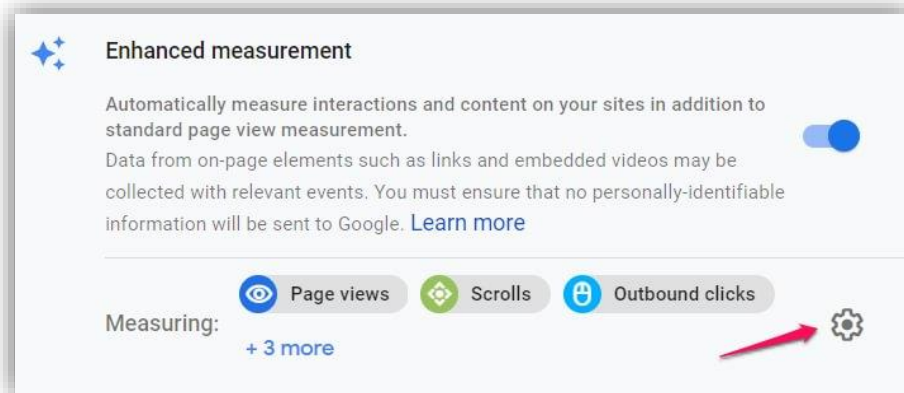 Enhanced measurement
Automatically measure interactions and content on your sites in addition to
standard page view measurement.
Data from on-page elements such as links and embedded videos may be
collected with relevant events. You must ensure that no personally-identifiable
information will be sent to Google. Learn more
Measuring: Page views Scrolls Outbound clicks
+ 3 more